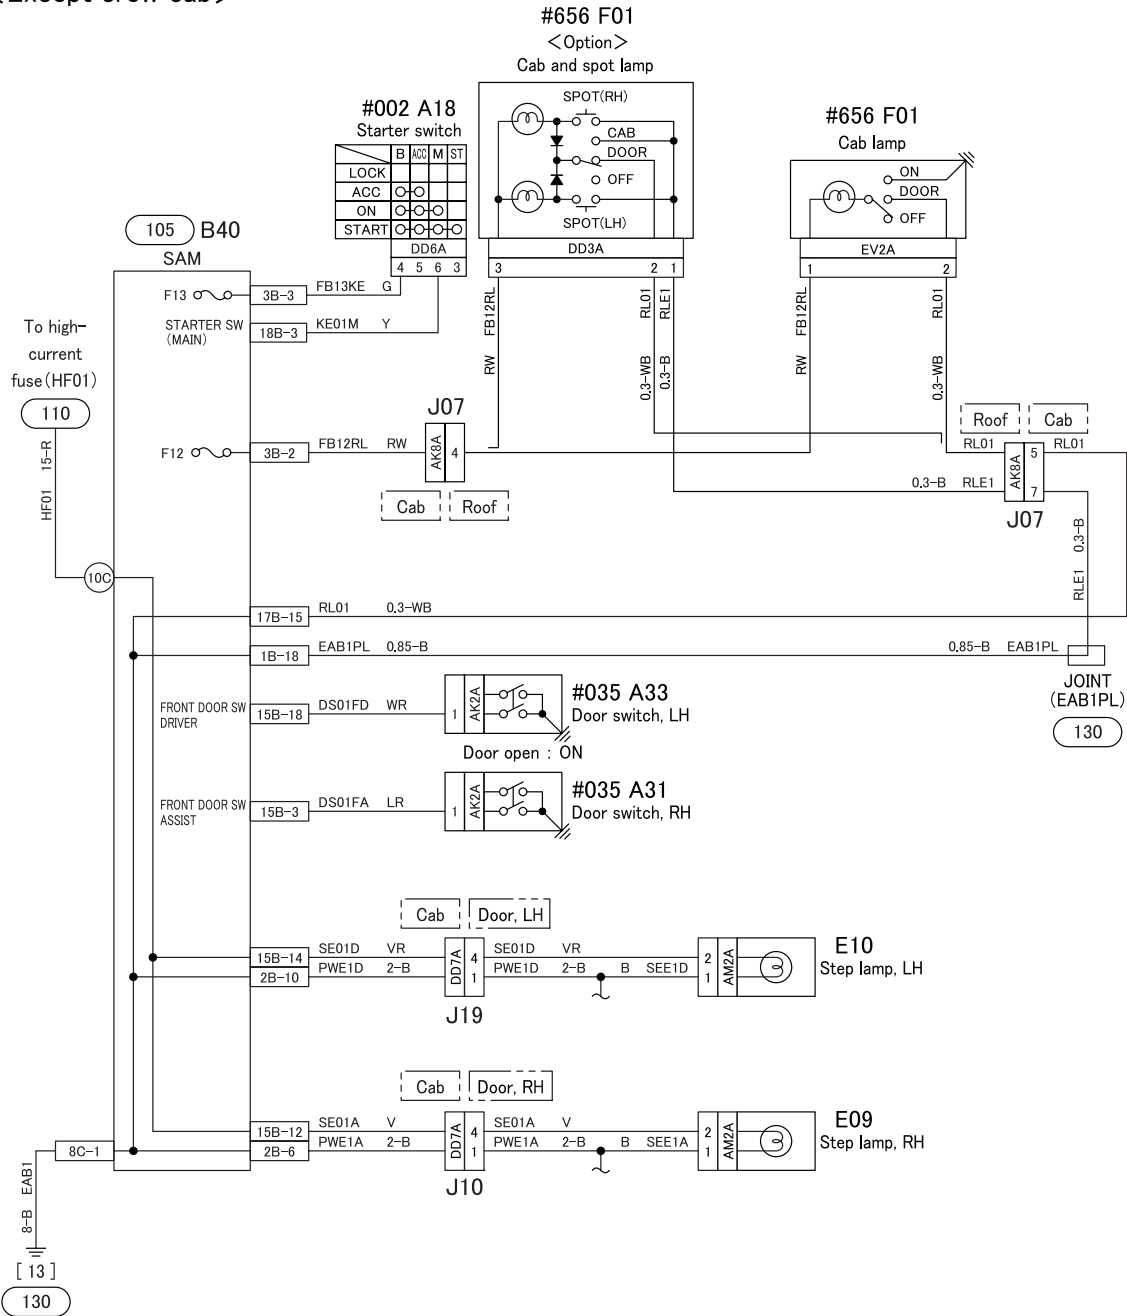 <Except crew cab>
#656 F01
<Option>
Cab and spot lamp
SPOT(RH)
CAB
DOOR
OFF
SPOT(LH)
DD3A
3 2 1
#002 A18
Starter switch
B ACC M ST
LOCK
ACC
ON
START
DD6A
4 5 6 3
#656 F01
Cab lamp
ON
DOOR
OFF
EV2A
1 2
105 B40
SAM
F13 3B-3 FB13KE G
STARTER SW
(MAIN)
18B-3 KE01M Y
To high-
current
fuse(HF01)
110
HF01 15-R
RW FB12RL
0.3-WB RL01
0.3-B RLE1
RW FB12RL
0.3-WB RL01
J07
F12 3B-2 FB12RL RW AK8A 4
Cab Roof
Roof Cab
RL01 5 RL01
0.3-B RLE1 AK8A 7
J07
RLE1 0.3-B
10C
17B-15 RL01 0.3-WB
1B-18 EAB1PL 0.85-B 0.85-B EAB1PL
JOINT
(EAB1PL)
130
FRONT DOOR SW
DRIVER
15B-18 DS01FD WR 1 AK2A
#035 A33
Door switch, LH
Door open : ON
FRONT DOOR SW
ASSIST
15B-3 DS01FA LR 1 AK2A
#035 A31
Door switch, RH
Cab Door, LH
15B-14 SE01D VR 4 SE01D VR 2
2B-10 PWE1D 2-B DD7A 1 PWE1D 2-B B SEE1D 1 AM2A
J19
E10
Step lamp, LH
Cab Door, RH
15B-12 SE01A V 4 SE01A V 2
2B-6 PWE1A 2-B DD7A 1 PWE1A 2-B B SEE1A 1 AM2A
J10
E09
Step lamp, RH
8C-1
8-B EAB1
[ 13 ]
130